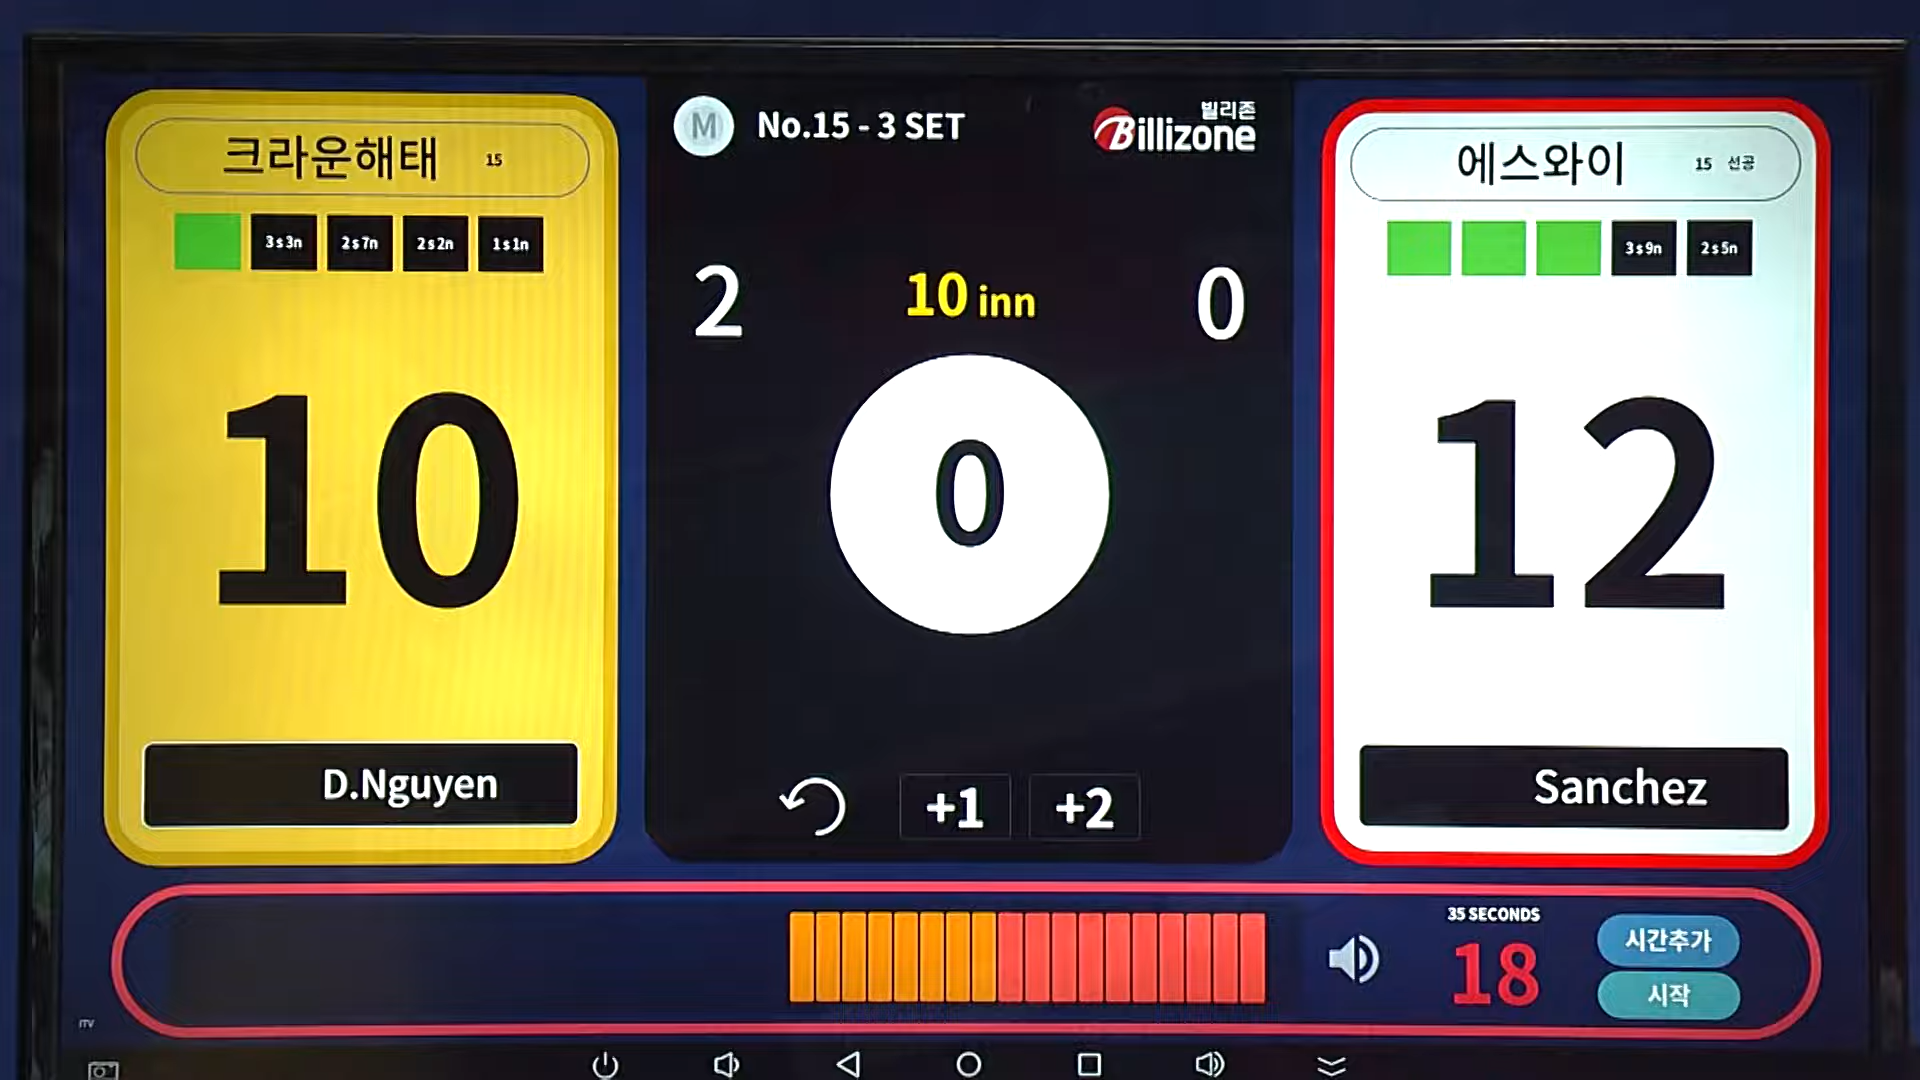 크라운해태 15
3s3n 2s7n 2s2n 1s1n
10
D.Nguyen
M No.15 - 3 SET
빌리존
Billizone
2 10 inn 0
0
+1 +2
에스와이 15 선공
3s9n 2s5n
12
Sanchez
35 SECONDS
18
시간추가
시작
ITV